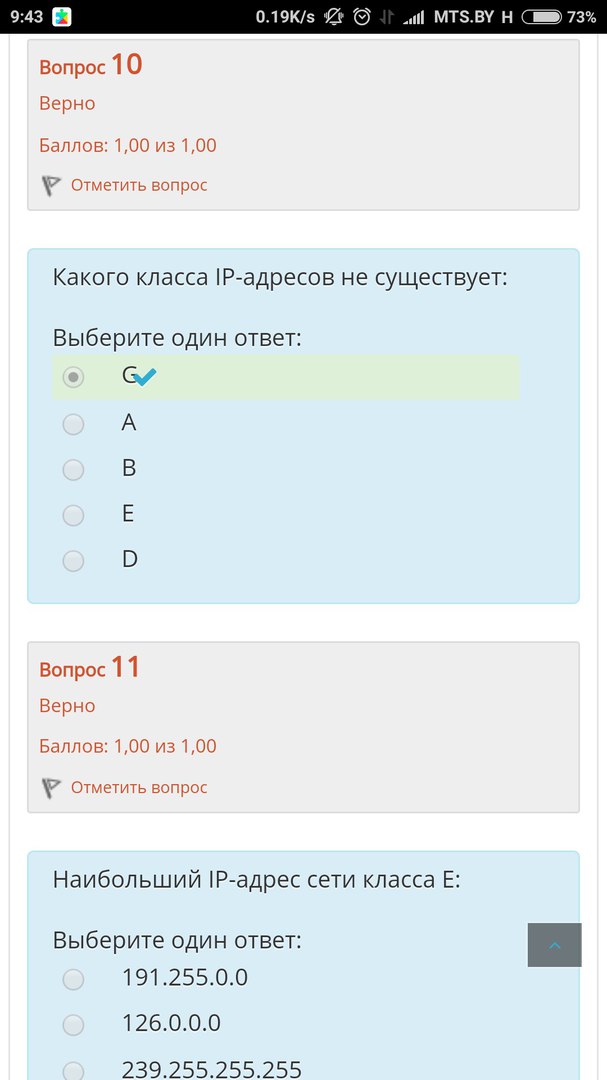 9:43 0.19K/s MTS.BY H 73%
Вопрос 10
Верно
Баллов: 1,00 из 1,00
Отметить вопрос
Какого класса IP-адресов не существует:
Выберите один ответ:
G
A
B
E
D
Вопрос 11
Верно
Баллов: 1,00 из 1,00
Отметить вопрос
Наибольший IP-адрес сети класса E:
Выберите один ответ:
191.255.0.0
126.0.0.0
239.255.255.255